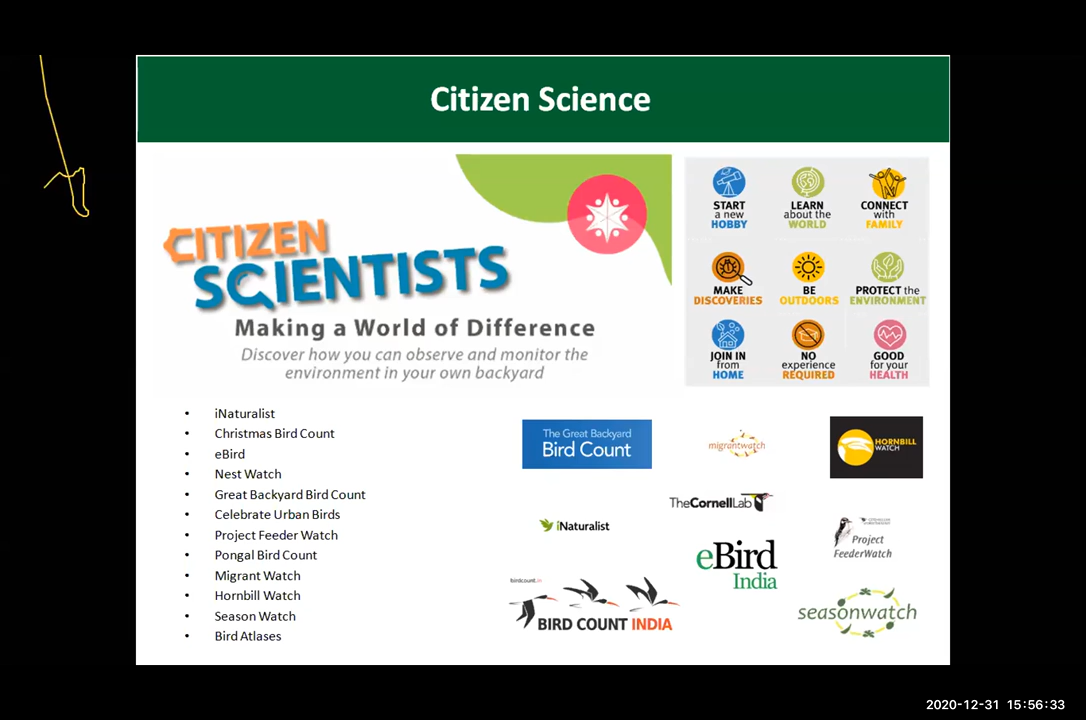 Citizen Science
CITIZEN
SCIENTISTS
Making a World of Difference
Discover how you can observe and monitor the
environment in your own backyard
START
a new
HOBBY
LEARN
about the
WORLD
CONNECT
with
FAMILY
MAKE
DISCOVERIES
BE
OUTDOORS
PROTECT the
ENVIRONMENT
JOIN IN
from
HOME
NO
experience
REQUIRED
GOOD
for your
HEALTH
• iNaturalist
• Christmas Bird Count
• eBird
• Nest Watch
• Great Backyard Bird Count
• Celebrate Urban Birds
• Project Feeder Watch
• Pongal Bird Count
• Migrant Watch
• Hornbill Watch
• Season Watch
• Bird Atlases
The Great Backyard
Bird Count
migrantwatch
HORNBILL
WATCH
TheCornellLab
iNaturalist
Project
FeederWatch
eBird
India
birdcount.in
BIRD COUNT INDIA
seasonwatch
2020-12-31 15:56:33